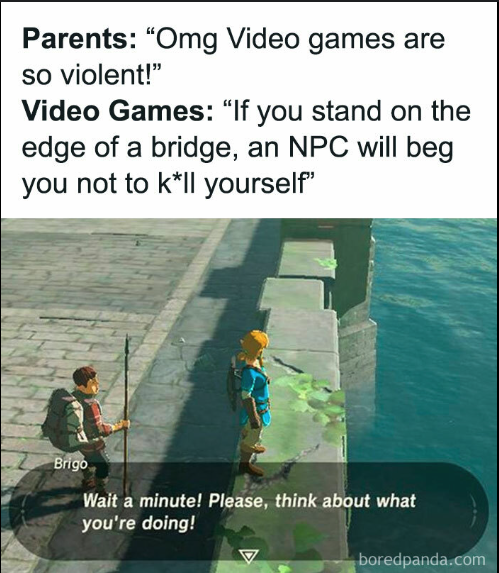 Parents: “Omg Video games are
so violent!”
Video Games: “If you stand on the
edge of a bridge, an NPC will beg
you not to k*ll yourself”
Brigo
Wait a minute! Please, think about what
you're doing!
boredpanda.com